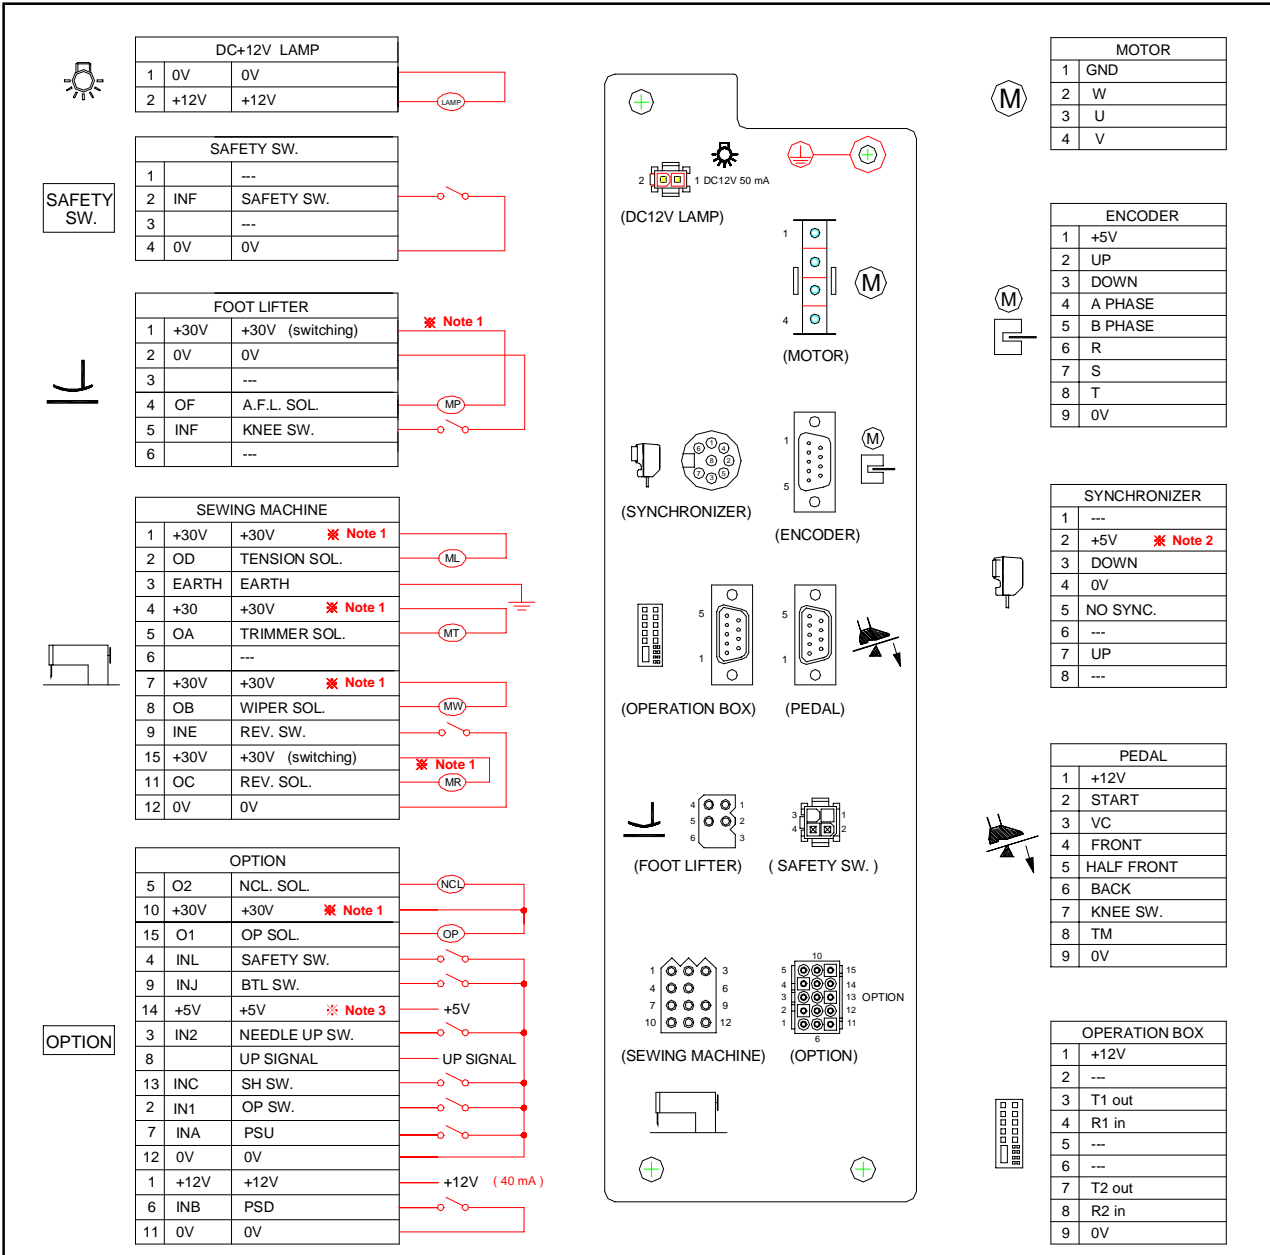 DC+12V LAMP
1 0V 0V
2 +12V +12V
LAMP
SAFETY SW.
SAFETY SW.
1 ---
2 INF SAFETY SW.
3 ---
4 0V 0V
FOOT LIFTER
1 +30V +30V (switching) ※ Note 1
2 0V 0V
3 ---
4 OF A.F.L. SOL. MP
5 INF KNEE SW.
6 ---
SEWING MACHINE
1 +30V +30V ※ Note 1
2 OD TENSION SOL. ML
3 EARTH EARTH
4 +30 +30V ※ Note 1
5 OA TRIMMER SOL. MT
6 ---
7 +30V +30V ※ Note 1
8 OB WIPER SOL. MW
9 INE REV. SW.
15 +30V +30V (switching) ※ Note 1
11 OC REV. SOL. MR
12 0V 0V
OPTION
OPTION
5 O2 NCL. SOL. NCL
10 +30V +30V ※ Note 1
15 O1 OP SOL. OP
4 INL SAFETY SW.
9 INJ BTL SW.
14 +5V +5V ※ Note 3 +5V
3 IN2 NEEDLE UP SW.
8 UP SIGNAL UP SIGNAL
13 INC SH SW.
2 IN1 OP SW.
7 INA PSU
12 0V 0V
1 +12V +12V +12V ( 40 mA )
6 INB PSD
11 0V 0V
2 1 DC12V 50 mA
(DC12V LAMP)
1
M
4
(MOTOR)
6 1 4
8 2
7 3 5
(SYNCHRONIZER)
1
M
5
(ENCODER)
5
1
(OPERATION BOX)
5
1
(PEDAL)
4 1
5 2
6 3
(FOOT LIFTER)
3 1
4 2
( SAFETY SW. )
1 3
4 6
7 9
10 12
(SEWING MACHINE)
10
5 15
4 14
3 13 OPTION
2 12
1 11
6
(OPTION)
M
MOTOR
1 GND
2 W
3 U
4 V
M
ENCODER
1 +5V
2 UP
3 DOWN
4 A PHASE
5 B PHASE
6 R
7 S
8 T
9 0V
SYNCHRONIZER
1 ---
2 +5V ※ Note 2
3 DOWN
4 0V
5 NO SYNC.
6 ---
7 UP
8 ---
PEDAL
1 +12V
2 START
3 VC
4 FRONT
5 HALF FRONT
6 BACK
7 KNEE SW.
8 TM
9 0V
OPERATION BOX
1 +12V
2 ---
3 T1 out
4 R1 in
5 ---
6 ---
7 T2 out
8 R2 in
9 0V